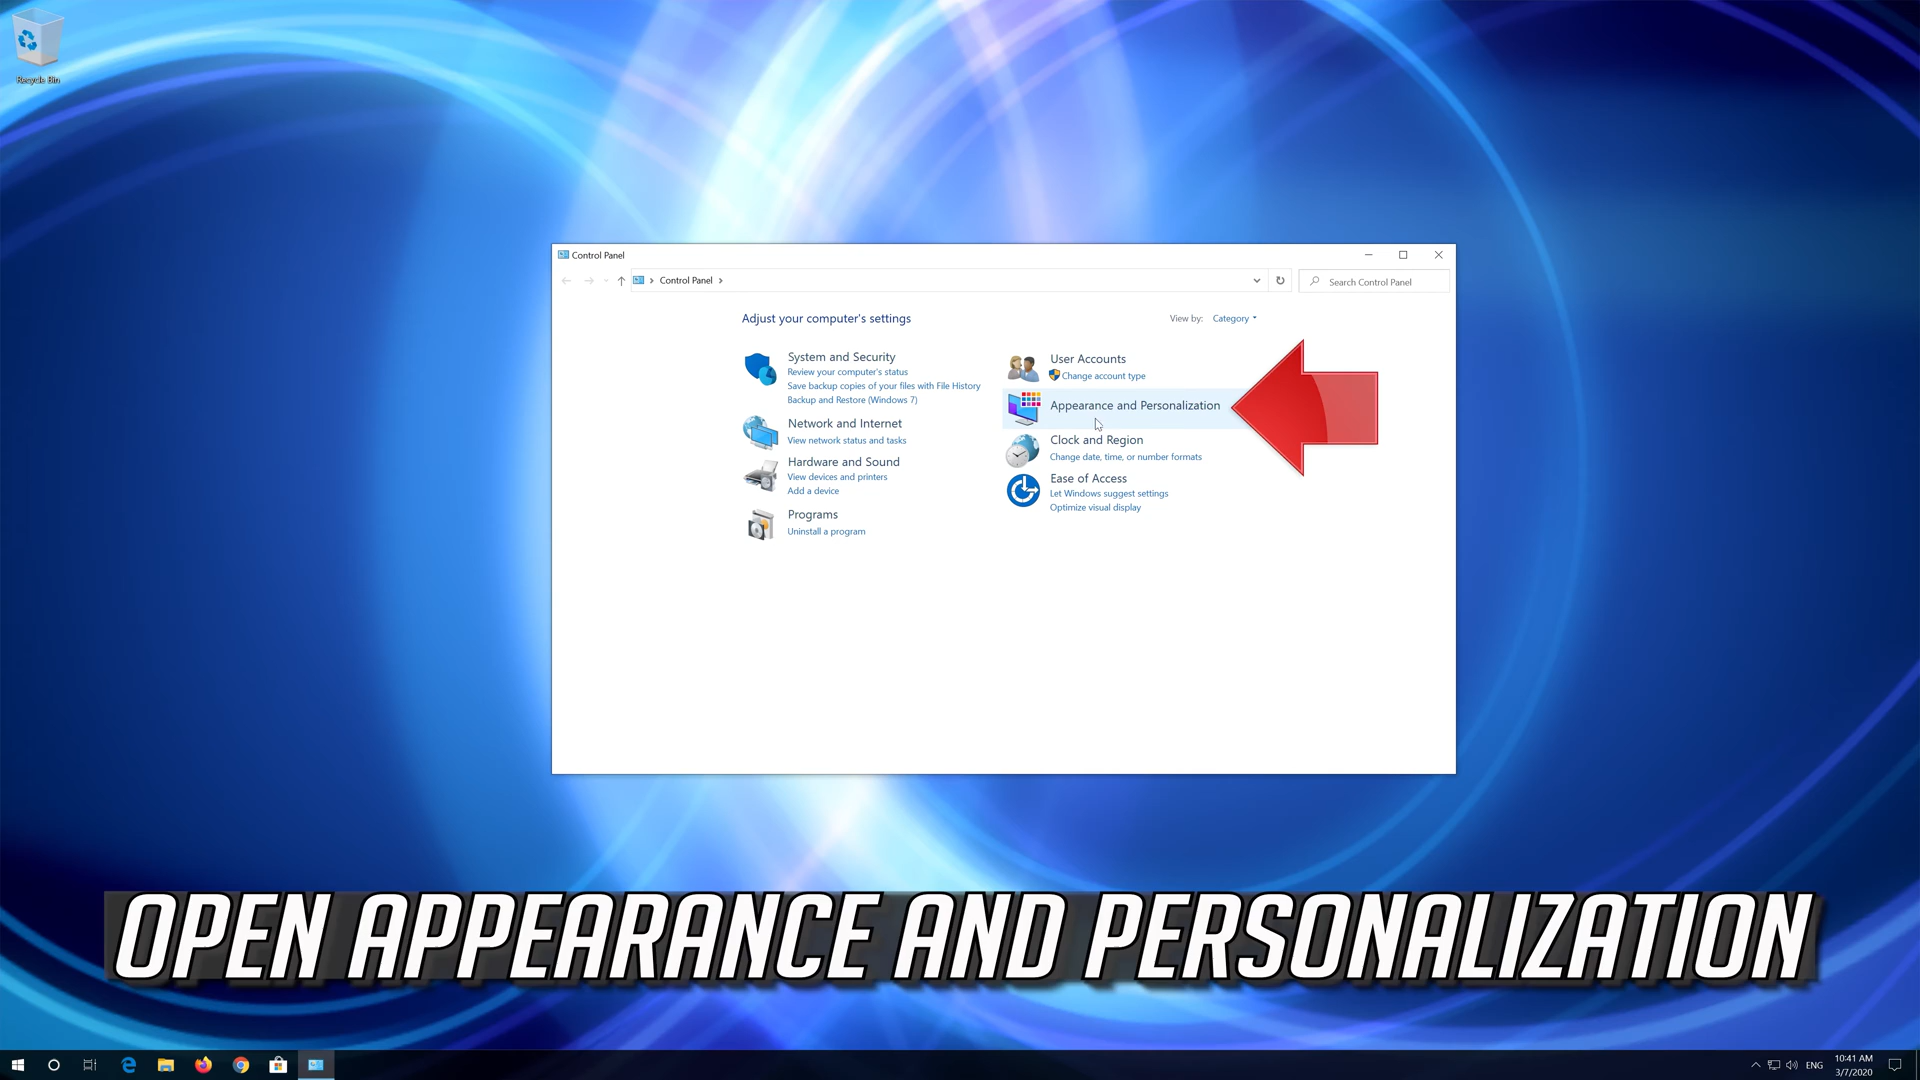 Recycle Bin
Control Panel
Control Panel
Search Control Panel
Adjust your computer's settings
View by: Category
System and Security
Review your computer's status
Save backup copies of your files with File History
Backup and Restore (Windows 7)
Network and Internet
View network status and tasks
Hardware and Sound
View devices and printers
Add a device
Programs
Uninstall a program
User Accounts
Change account type
Appearance and Personalization
Clock and Region
Change date, time, or number formats
Ease of Access
Let Windows suggest settings
Optimize visual display
OPEN APPEARANCE AND PERSONALIZATION
ENG
10:41 AM
3/7/2020